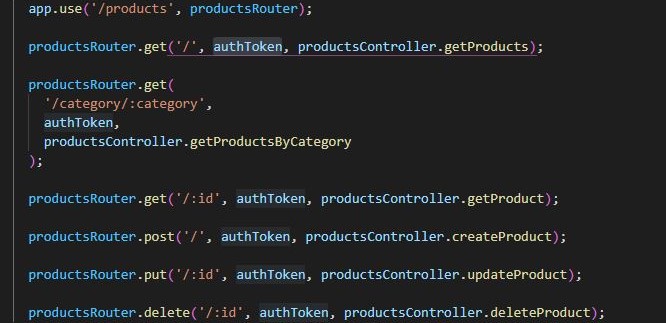 app.use('/products', productsRouter);
productsRouter.get('/', authToken, productsController.getProducts);
productsRouter.get(
'/category/:category',
authToken,
productsController.getProductsByCategory
);
productsRouter.get('/:id', authToken, productsController.getProduct);
productsRouter.post('/', authToken, productsController.createProduct);
productsRouter.put('/:id', authToken, productsController.updateProduct);
productsRouter.delete('/:id', authToken, productsController.deleteProduct);